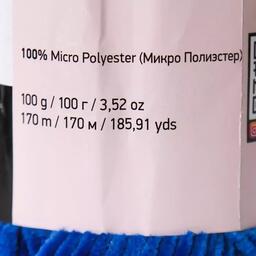 100% Micro Polyester (Микро Полиэстер)
100 g / 100 г / 3,52 oz
170 m / 170 м / 185,91 yds